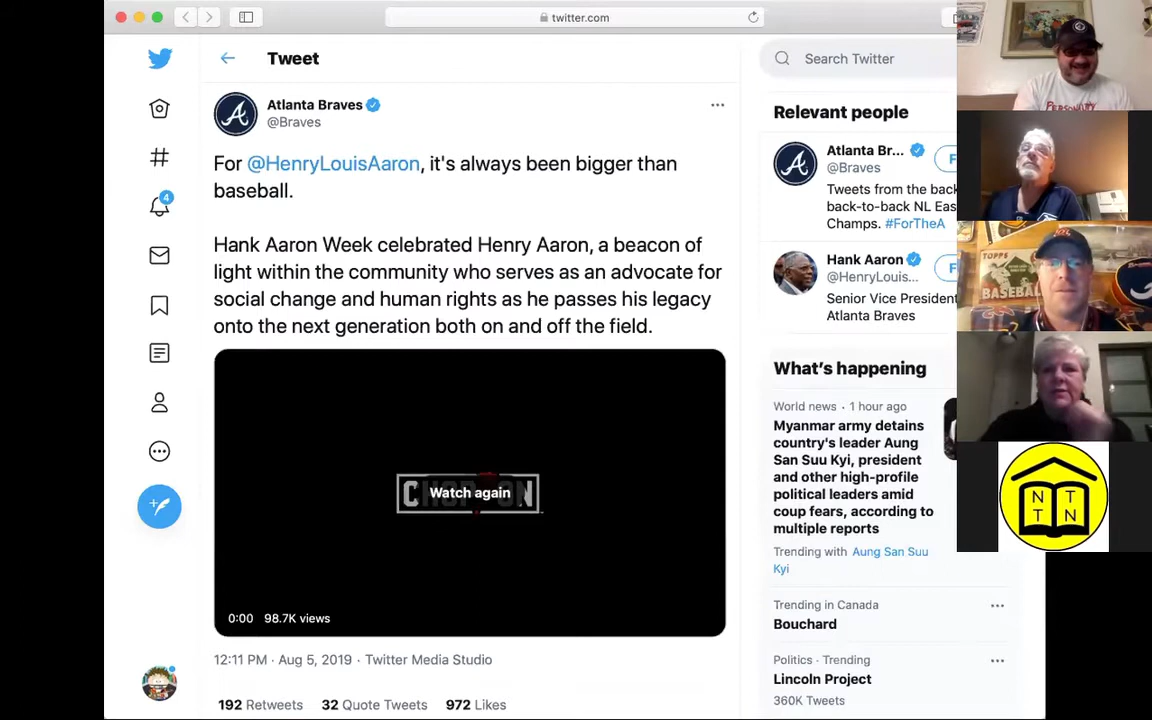 twitter.com
Tweet
Search Twitter
Atlanta Braves
@Braves
For @HenryLouisAaron, it's always been bigger than
baseball.
Hank Aaron Week celebrated Henry Aaron, a beacon of
light within the community who serves as an advocate for
social change and human rights as he passes his legacy
onto the next generation both on and off the field.
Watch again
0:00 98.7K views
12:11 PM · Aug 5, 2019 · Twitter Media Studio
192 Retweets 32 Quote Tweets 972 Likes
4
Relevant people
Atlanta Br...
@Braves
F
Tweets from the back
back-to-back NL Eas
Champs. #ForTheA
Hank Aaron
@HenryLouis...
F
Senior Vice President
Atlanta Braves
What's happening
World news · 1 hour ago
Myanmar army detains
country's leader Aung
San Suu Kyi, president
and other high-profile
political leaders amid
coup fears, according to
multiple reports
Trending with Aung San Suu
Kyi
Trending in Canada
Bouchard
Politics · Trending
Lincoln Project
360K Tweets
PERSONALITY
TOPPS
BASEBALL
N T
T N